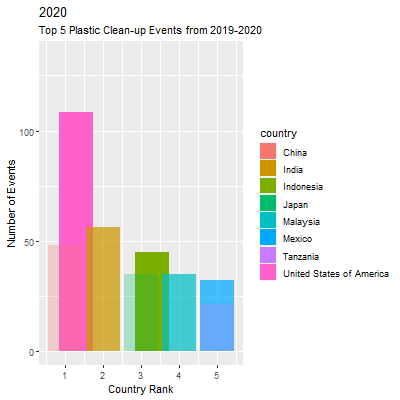 2020
Top 5 Plastic Clean-up Events from 2019-2020
Number of Events
100
50
0
1 2 3 4 5
Country Rank
country
China
India
Indonesia
Japan
Malaysia
Mexico
Tanzania
United States of America